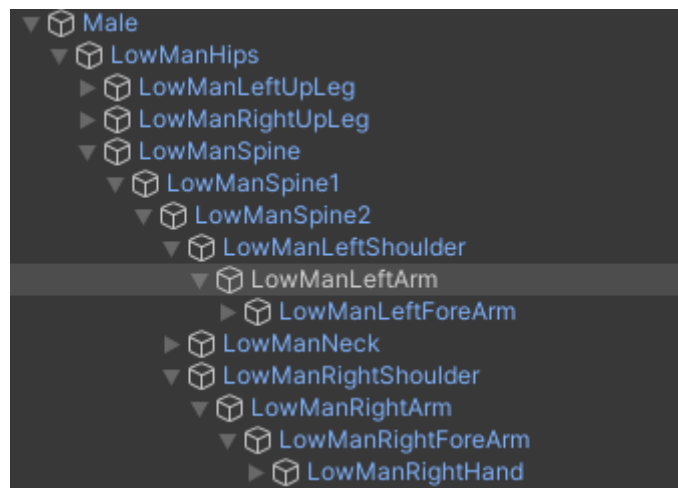 Male
LowManHips
LowManLeftUpLeg
LowManRightUpLeg
LowManSpine
LowManSpine1
LowManSpine2
LowManLeftShoulder
LowManLeftArm
LowManLeftForeArm
LowManNeck
LowManRightShoulder
LowManRightArm
LowManRightForeArm
LowManRightHand